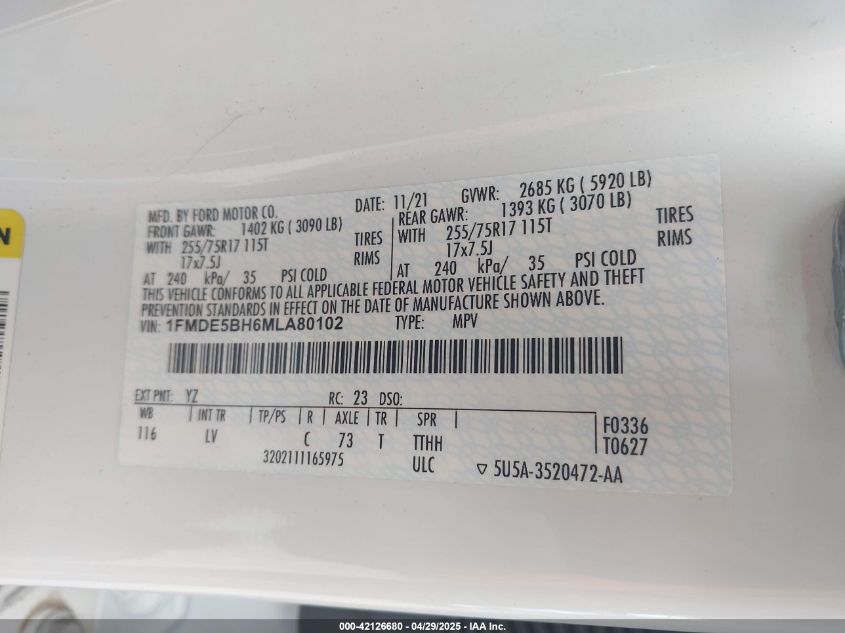 MFD. BY FORD MOTOR CO. DATE: 11/21 GVWR: 2685 KG ( 5920 LB)
FRONT GAWR: 1402 KG ( 3090 LB) REAR GAWR: 1393 KG ( 3070 LB)
WITH 255/75R17 115T TIRES WITH 255/75R17 115T TIRES
17x7.5J RIMS 17x7.5J RIMS
AT 240 kPa/ 35 PSI COLD AT 240 kPa/ 35 PSI COLD
THIS VEHICLE CONFORMS TO ALL APPLICABLE FEDERAL MOTOR VEHICLE SAFETY AND THEFT
PREVENTION STANDARDS IN EFFECT ON THE DATE OF MANUFACTURE SHOWN ABOVE.
VIN: 1FMDE5BH6MLA80102 TYPE: MPV
EXT PNT: YZ RC: 23 DSO:
WB INT TR TP/PS R AXLE TR SPR F0336
116 LV C 73 T TTHH T0627
3202111165975 ULC 5U5A-3520472-AA
N
000-42126680 - 04/29/2025 - IAA Inc.